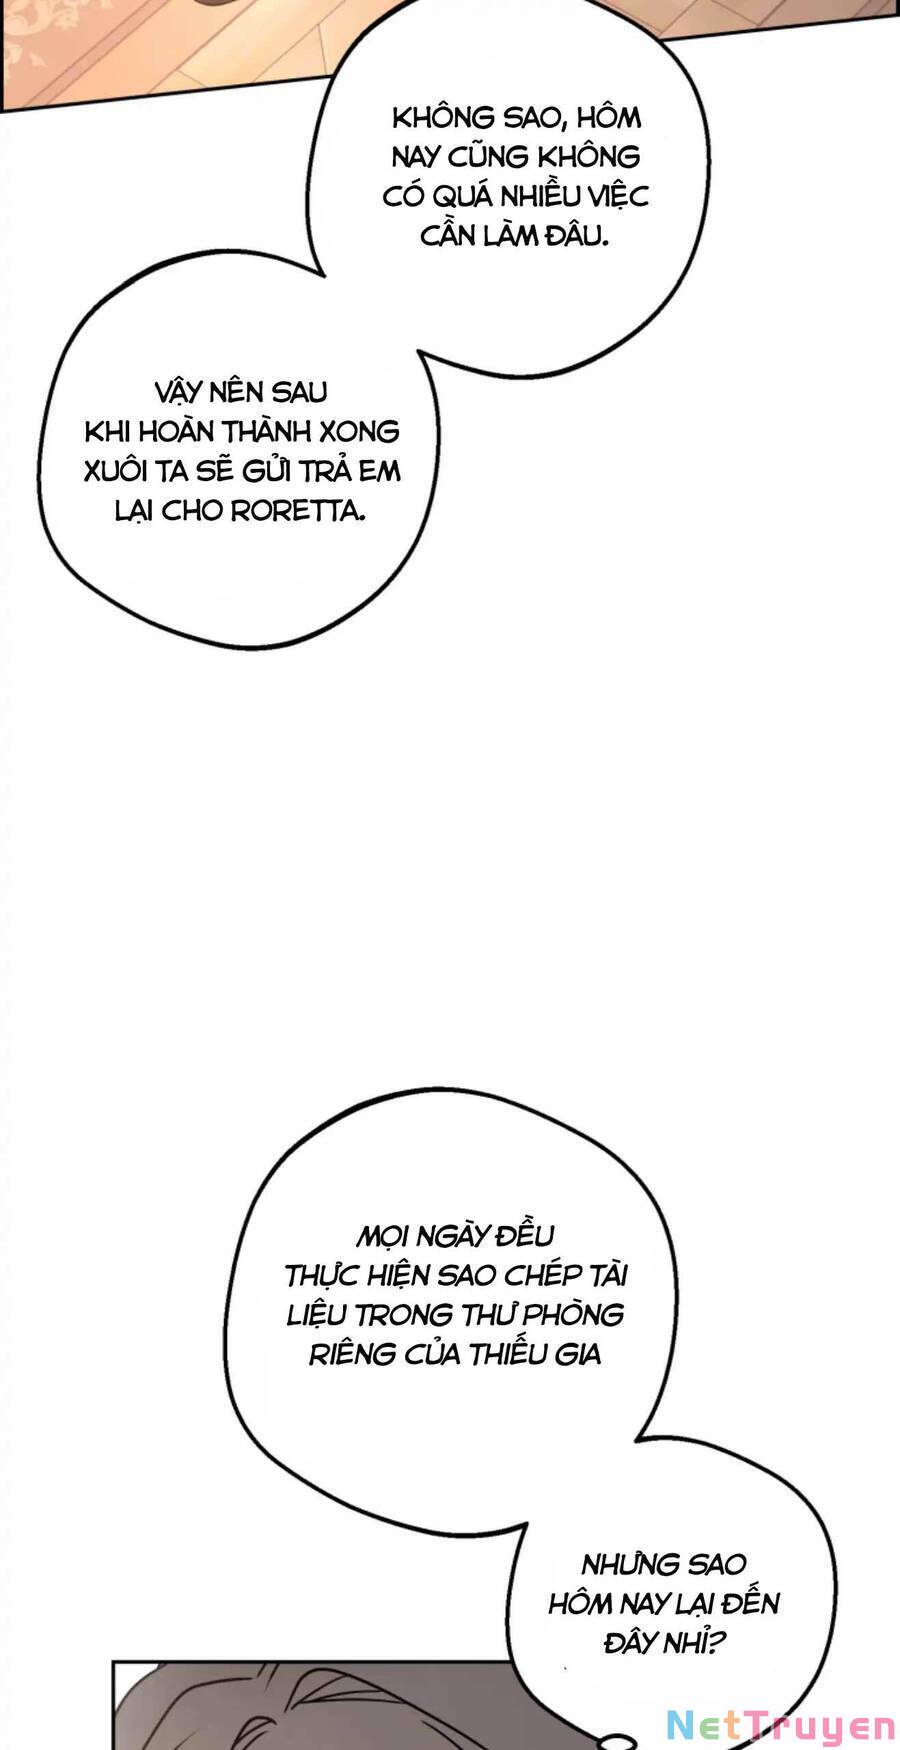 KHÔNG SAO, HÔM
NAY CŨNG KHÔNG
CÓ QUÁ NHIỀU VIỆC
CẦN LÀM ĐÂU.
VẬY NÊN SAU
KHI HOÀN THÀNH XONG
XUÔI TA SẼ GỬI TRẢ EM
LẠI CHO RORETTA.
MỌI NGÀY ĐỀU
THỰC HIỆN SAO CHÉP TÀI
LIỆU TRONG THƯ PHÒNG
RIÊNG CỦA THIẾU GIA
NHƯNG SAO
HÔM NAY LẠI ĐẾN
ĐÂY NHỈ?
NetTruyen